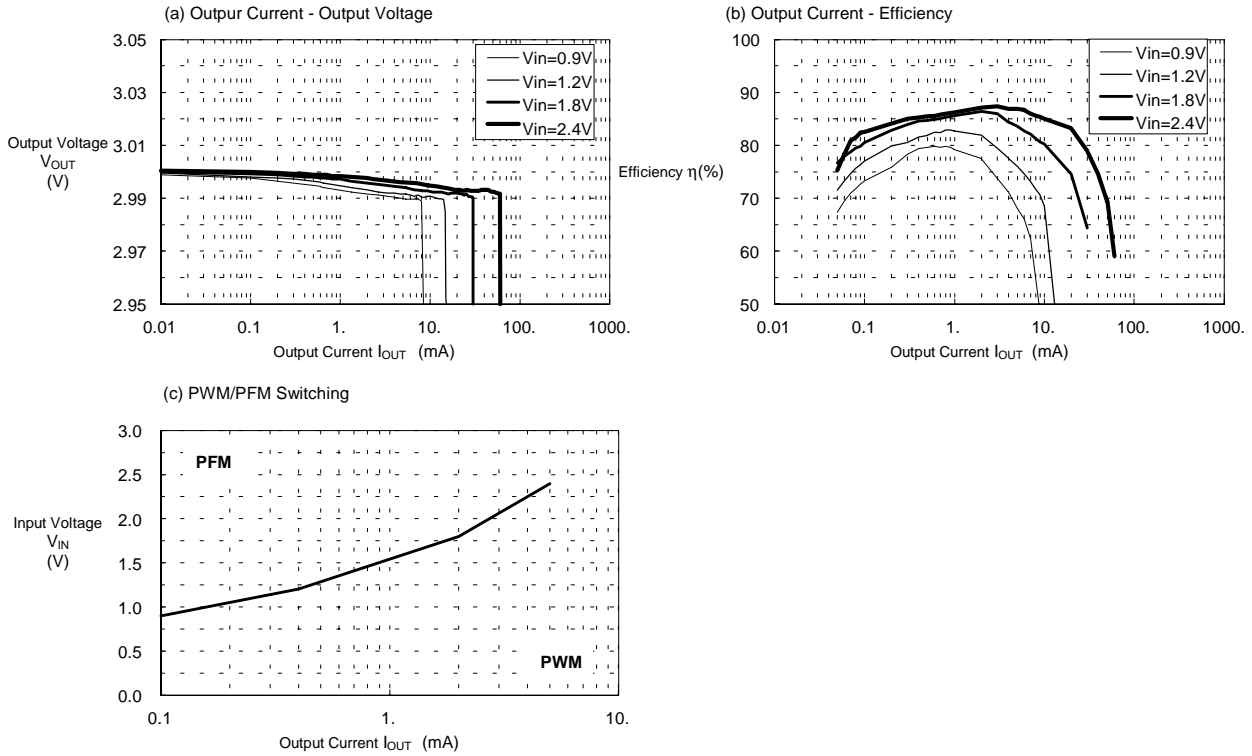 (a) Outpur Current - Output Voltage
3.05
3.03
3.01
2.99
2.97
2.95
Output Voltage
VOUT
(V)
Vin=0.9V
Vin=1.2V
Vin=1.8V
Vin=2.4V
0.01 0.1 1. 10. 100. 1000.
Output Current IOUT (mA)
(b) Output Current - Efficiency
100
90
80
70
60
50
Efficiency η(%)
Vin=0.9V
Vin=1.2V
Vin=1.8V
Vin=2.4V
0.01 0.1 1. 10. 100. 1000.
Output Current IOUT (mA)
(c) PWM/PFM Switching
3.0
2.5
2.0
1.5
1.0
0.5
0.0
Input Voltage
VIN
(V)
PFM
PWM
0.1 1. 10.
Output Current IOUT (mA)